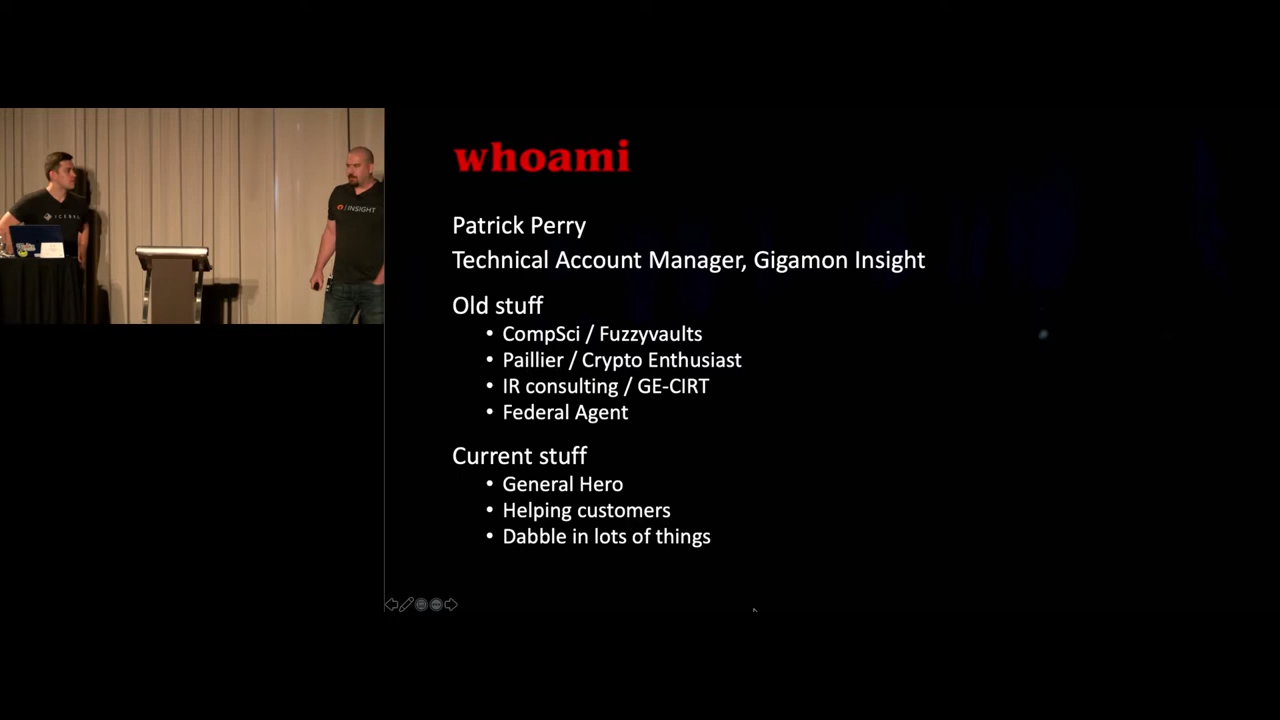 whoami
Patrick Perry
Technical Account Manager, Gigamon Insight
Old stuff
• CompSci / Fuzzyvaults
• Paillier / Crypto Enthusiast
• IR consulting / GE-CIRT
• Federal Agent
Current stuff
• General Hero
• Helping customers
• Dabble in lots of things
/ INSIGHT